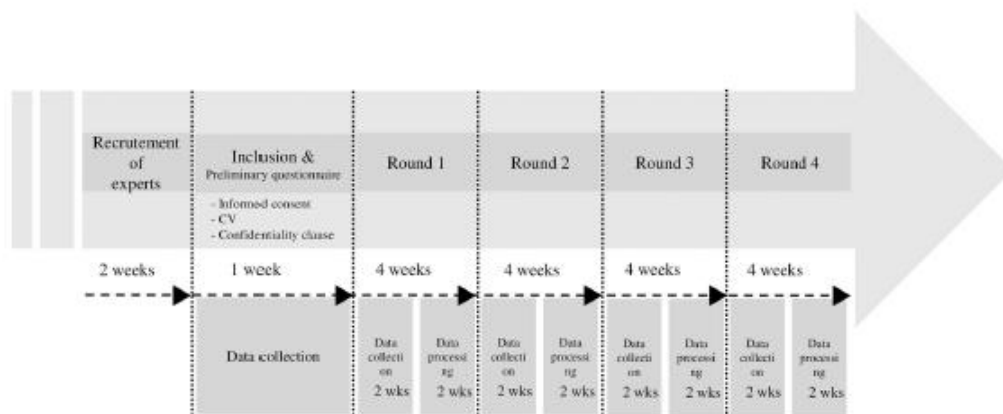 Recrutement
of
experts
Inclusion &
Preliminary questionnaire
- Informed consent
- CV
- Confidentiality clause
Round 1
Round 2
Round 3
Round 4
2 weeks
1 week
4 weeks
4 weeks
4 weeks
4 weeks
Data collection
Data
collecti
on
2 wks
Data
processi
ng
2 wks
Data
collecti
on
2 wks
Data
processi
ng
2 wks
Data
collecti
on
2 wks
Data
processi
ng
2 wks
Data
collecti
on
2 wks
Data
processi
ng
2 wks